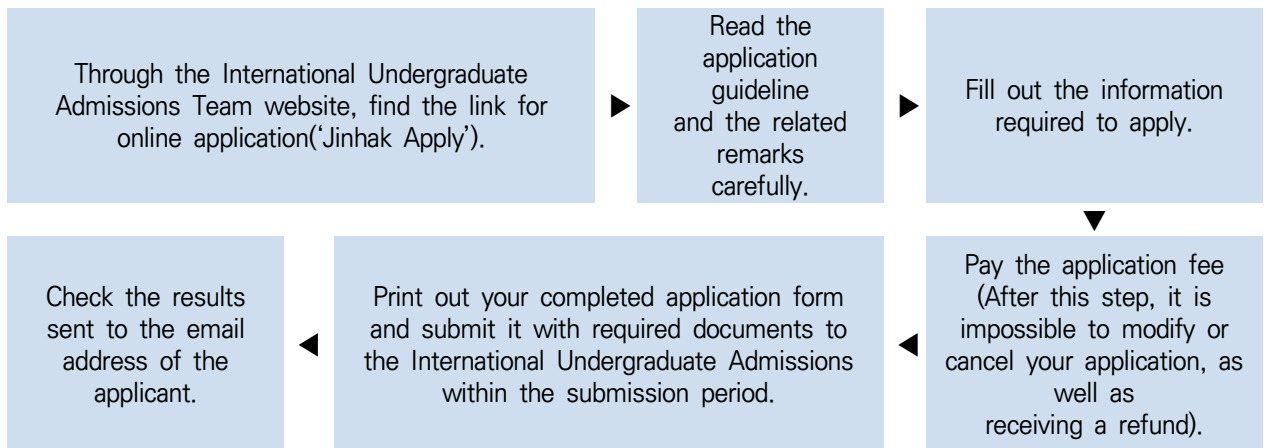 Through the International Undergraduate
Admissions Team website, find the link for
online application(‘Jinhak Apply’).
▶
Read the
application
guideline
and the related
remarks
carefully.
▶
Fill out the information
required to apply.
▼
Pay the application fee
(After this step, it is
impossible to modify or
cancel your application, as
well as
receiving a refund).
◀
Print out your completed application form
and submit it with required documents to
the International Undergraduate Admissions
within the submission period.
◀
Check the results
sent to the email
address of the
applicant.